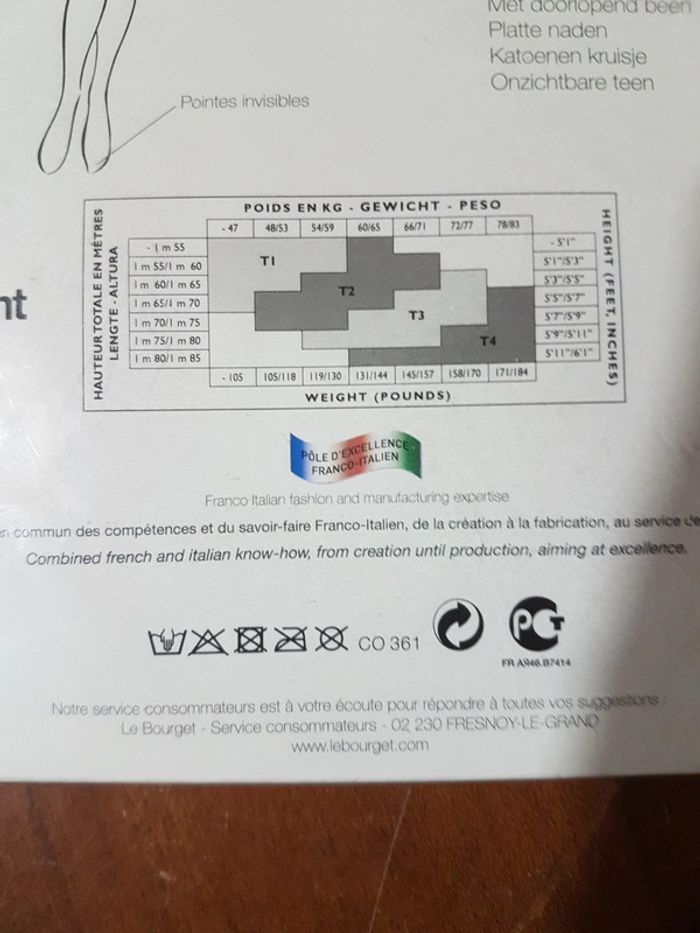 Met doorlopend been
Platte naden
Katoenen kruisje
Onzichtbare teen
Pointes invisibles
nt
POIDS EN KG - GEWICHT - PESO
- 47 48/53 54/59 60/65 66/71 72/77 78/83
HAUTEUR TOTALE EN MÈTRES
LENGTE - ALTURA
HEIGHT (FEET, INCHES)
- 1 m 55 - 5'1"
1 m 55/1 m 60 T1 5'1"/5'3"
1 m 60/1 m 65 T2 5'3"/5'5"
1 m 65/1 m 70 T3 5'5"/5'7"
1 m 70/1 m 75 5'7"/5'9"
1 m 75/1 m 80 T4 5'9"/5'11"
1 m 80/1 m 85 5'11"/6'1"
- 105 105/118 119/130 131/144 145/157 158/170 171/184
WEIGHT (POUNDS)
PÔLE D'EXCELLENCE
FRANCO-ITALIEN
Franco Italian fashion and manufacturing expertise
en commun des compétences et du savoir-faire Franco-Italien, de la création à la fabrication, au service de
Combined french and italian know-how, from creation until production, aiming at excellence.
CO 361
PCT
FR A946.B7414
Notre service consommateurs est à votre écoute pour répondre à toutes vos suggestions :
Le Bourget - Service consommateurs - 02 230 FRESNOY-LE-GRAND
www.lebourget.com